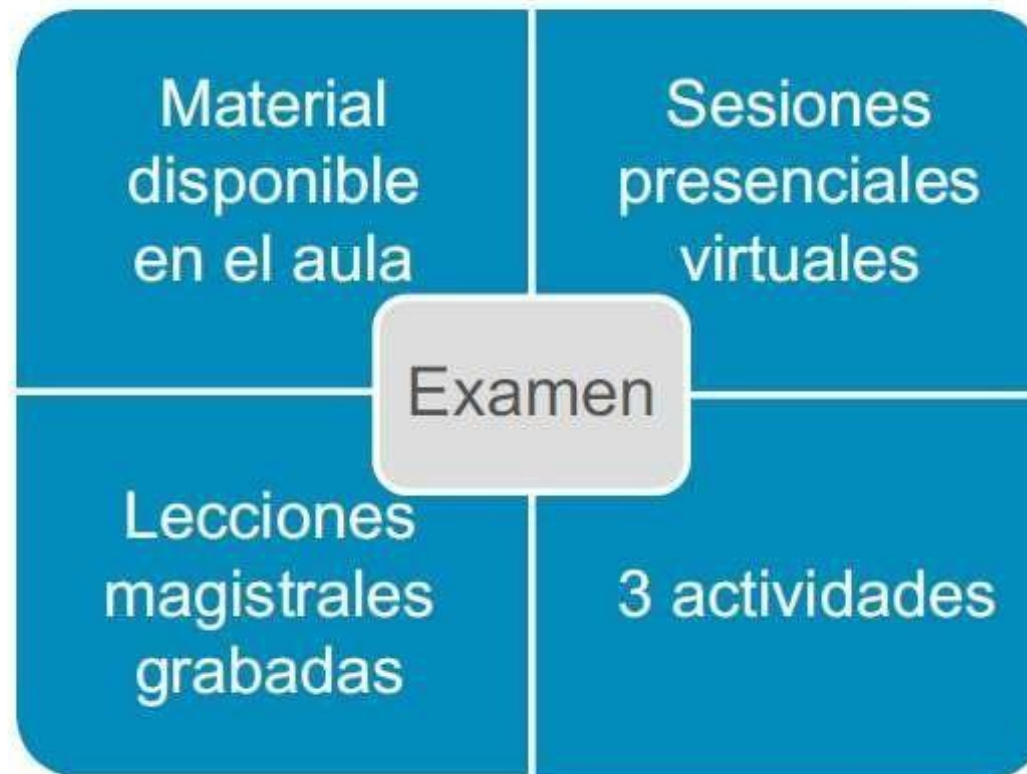 Material
disponible
en el aula
Sesiones
presenciales
virtuales
Examen
Lecciones
magistrales
grabadas
3 actividades